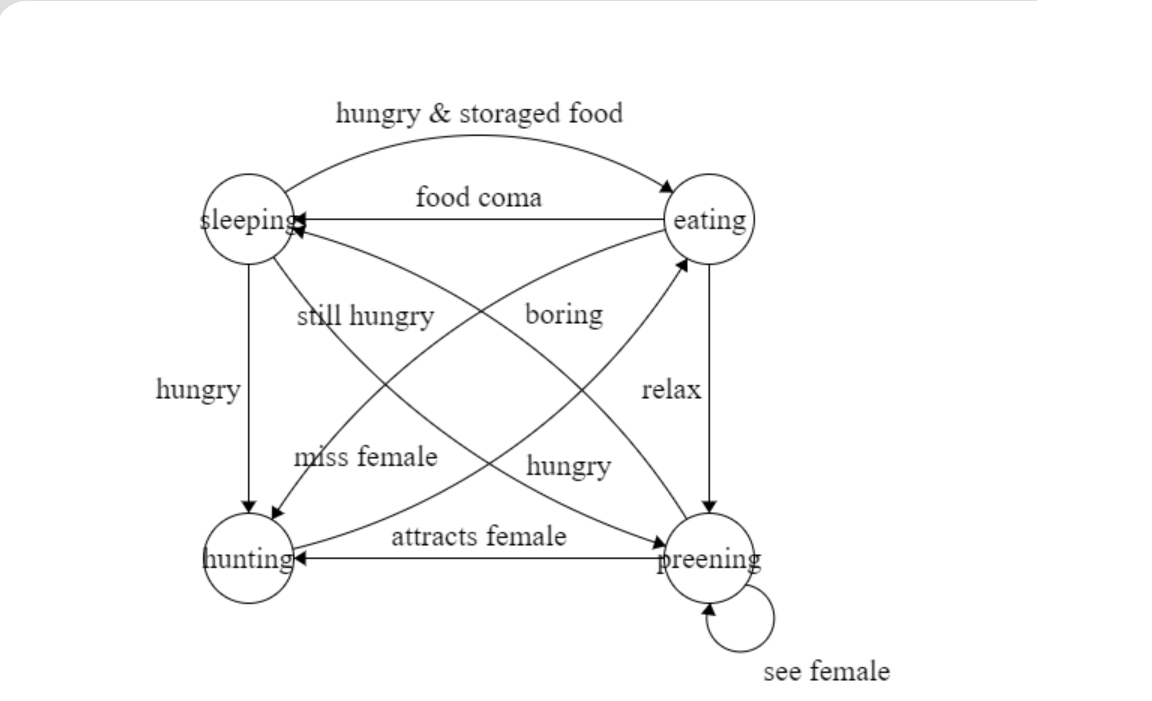 hungry & storaged food
food coma
sleeping
eating
still hungry
boring
hungry
relax
miss female
hungry
attracts female
hunting
preening
see female